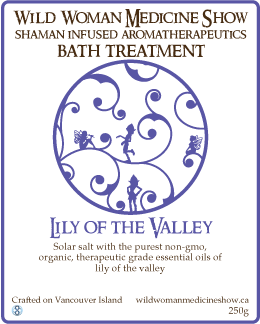 Wild Woman Medicine Show
Shaman Infused Aromatherapeutics
Bath Treatment
Lily of the Valley
Solar salt with the purest non-gmo,
organic, therapeutic grade essential oils of
lily of the valley
Crafted on Vancouver Island wildwomanmedicineshow.ca
250g